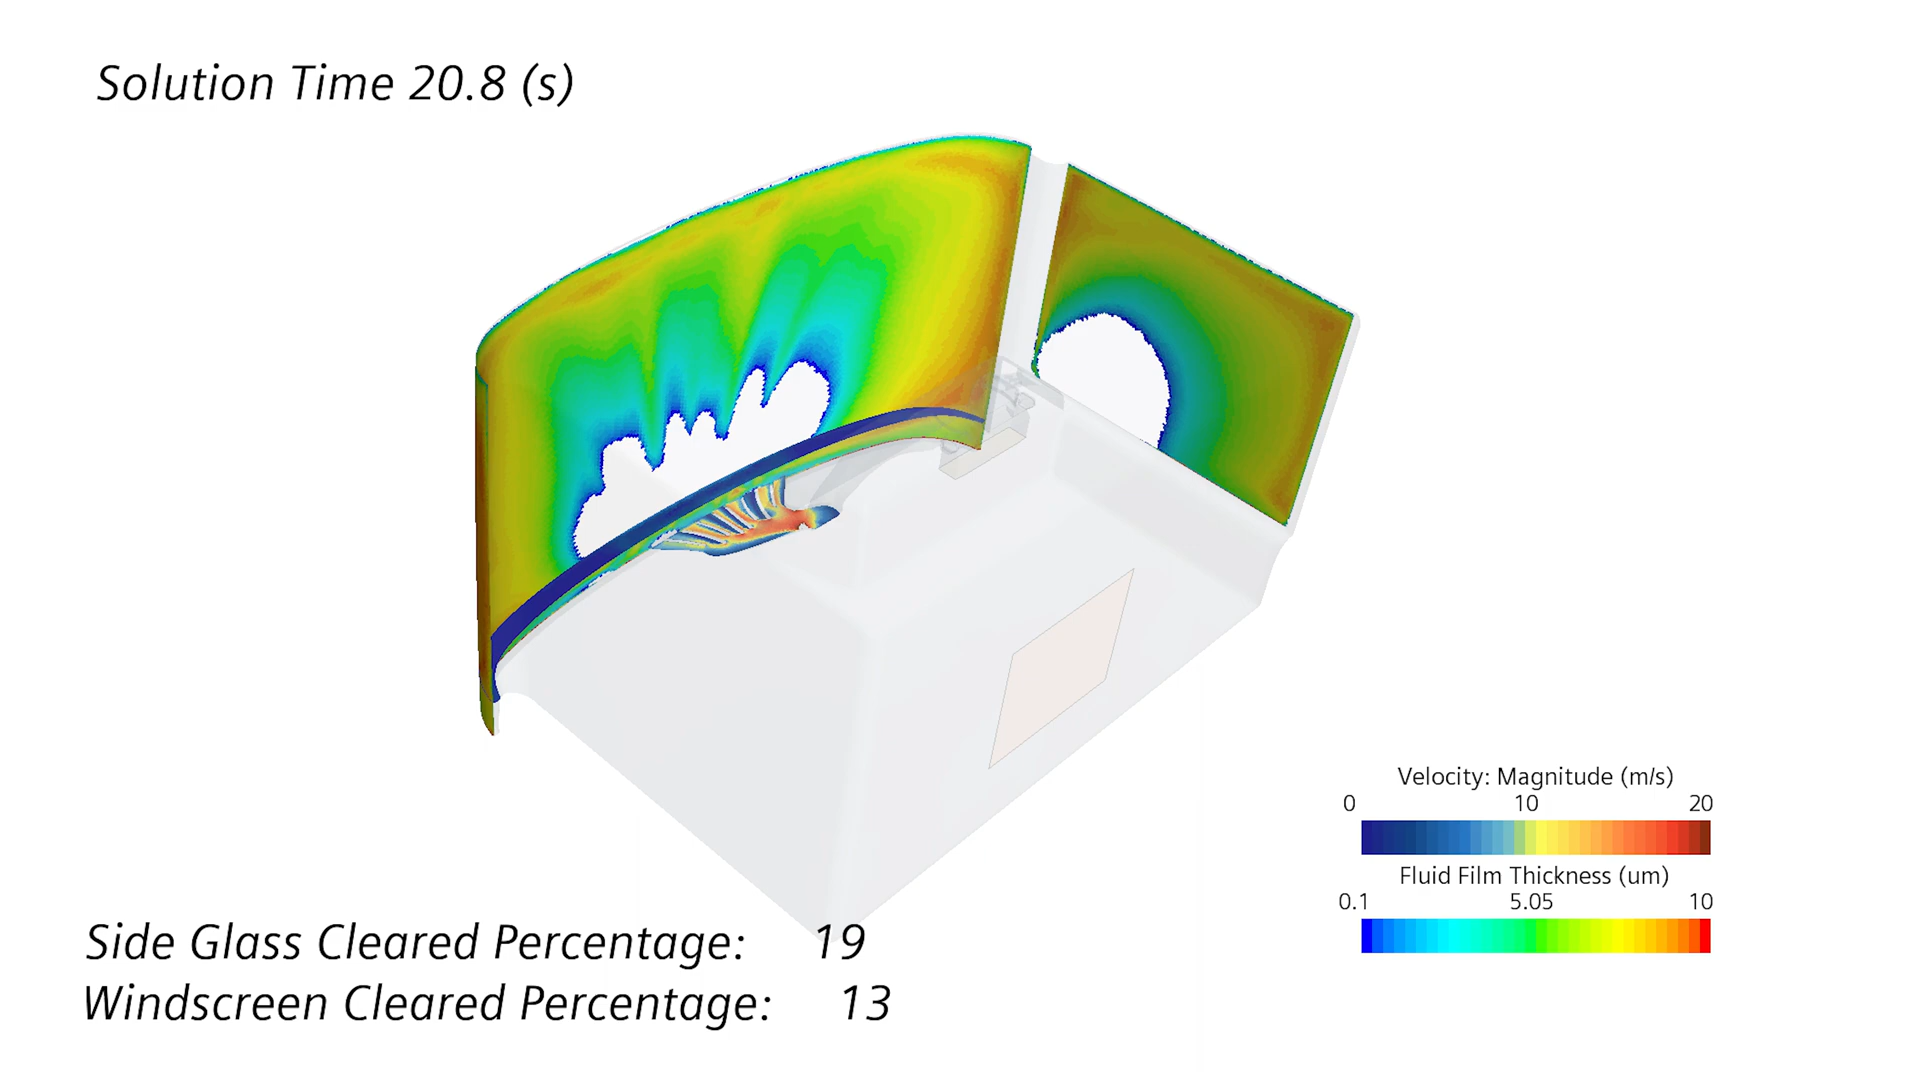 Solution Time 20.8 (s)
Velocity: Magnitude (m/s)
0 10 20
Fluid Film Thickness (um)
0.1 5.05 10
Side Glass Cleared Percentage: 19
Windscreen Cleared Percentage: 13